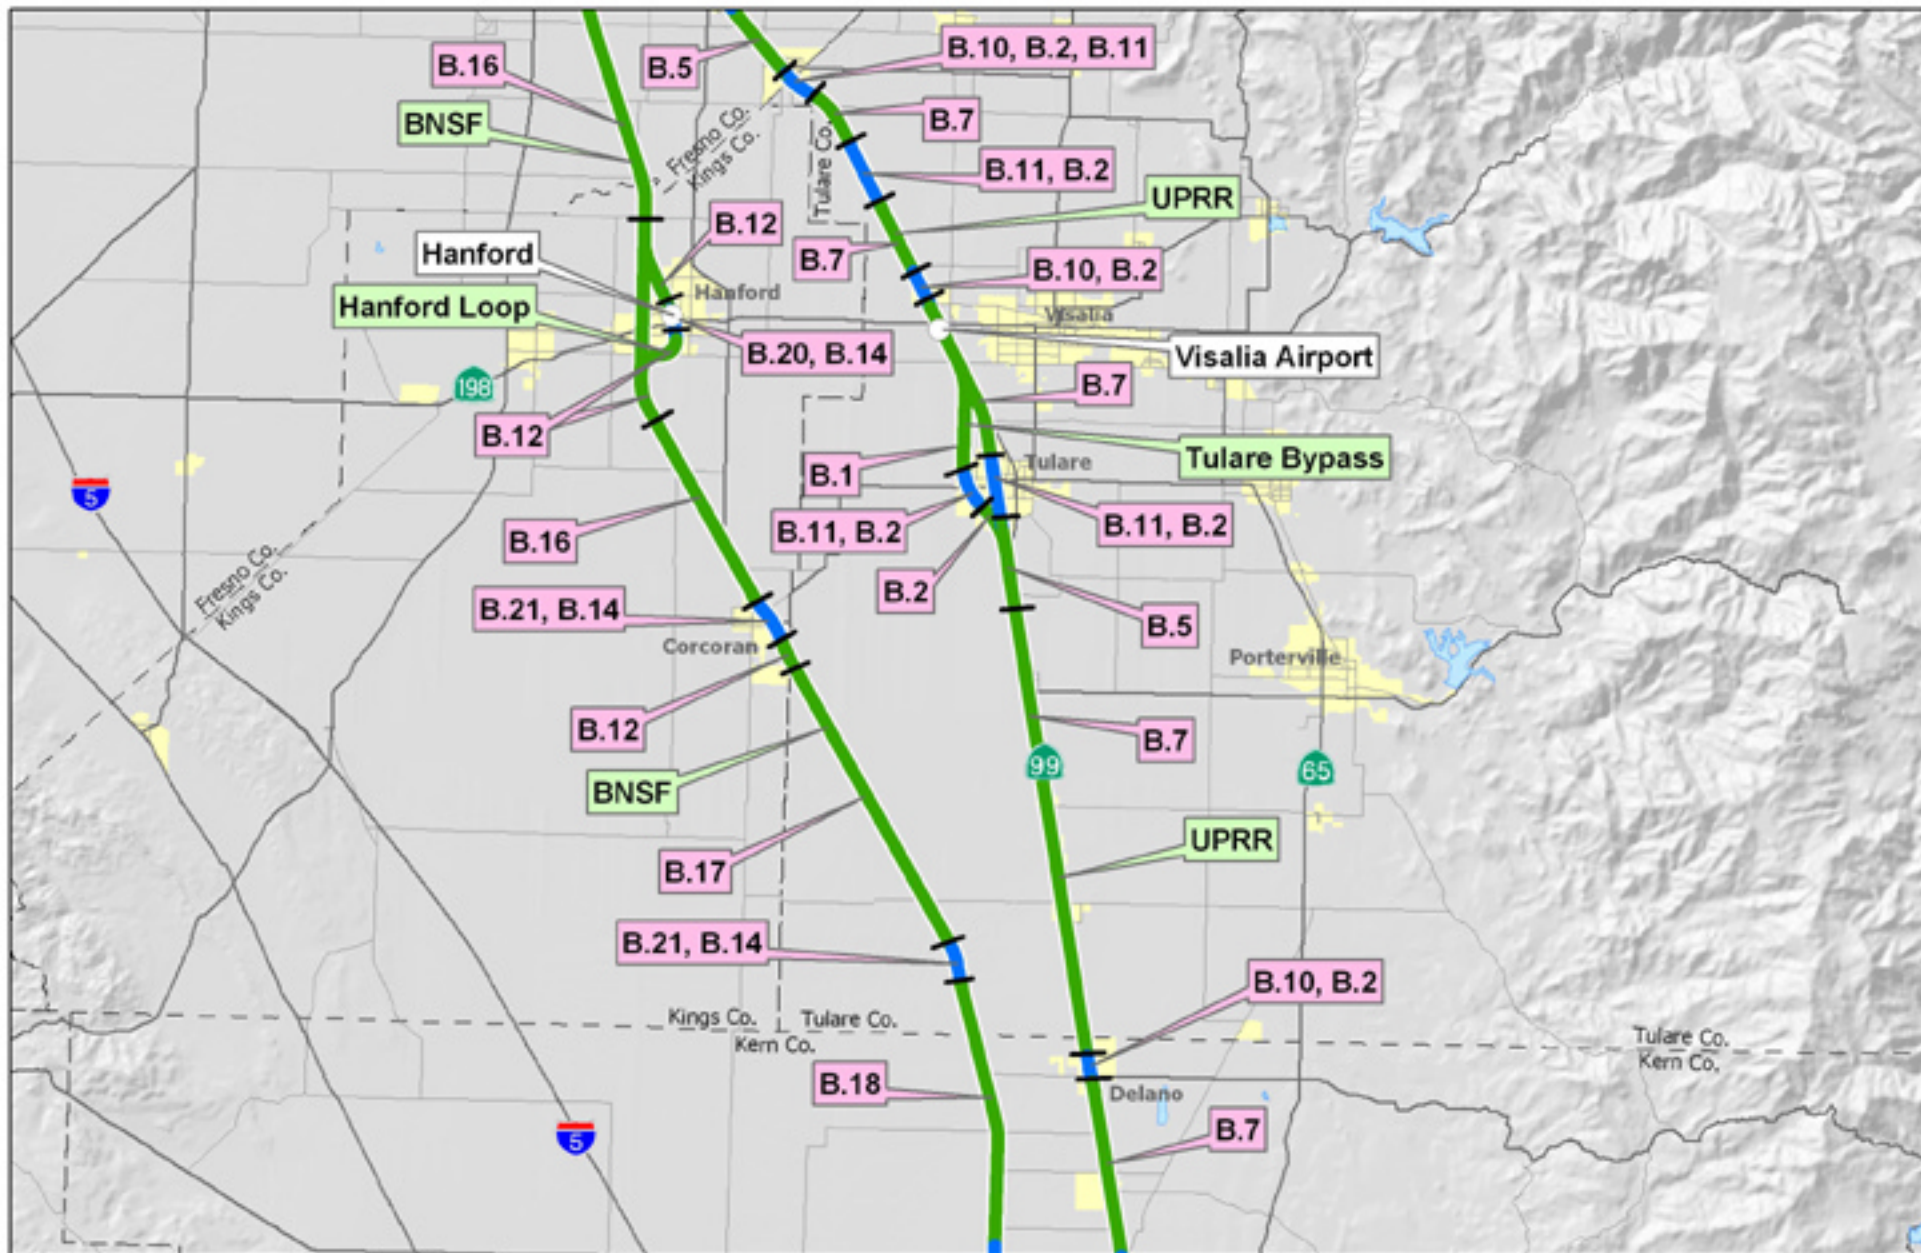 B.10, B.2, B.11
B.16
B.5
B.7
BNSF
Fresno Co.
Kings Co.
Tulare Co.
B.11, B.2
UPRR
B.12
Hanford
B.7
B.10, B.2
Hanford
Hanford Loop
Visalia
B.20, B.14
Visalia Airport
198
B.7
B.12
Tulare Bypass
Tulare
B.1
5
B.11, B.2
B.11, B.2
B.16
Fresno Co.
Kings Co.
B.2
B.21, B.14
B.5
Corcoran
Porterville
B.12
B.7
99
65
BNSF
UPRR
B.17
B.21, B.14
B.10, B.2
Kings Co.
Tulare Co.
Kern Co.
Tulare Co.
Kern Co.
B.18
Delano
B.7
5